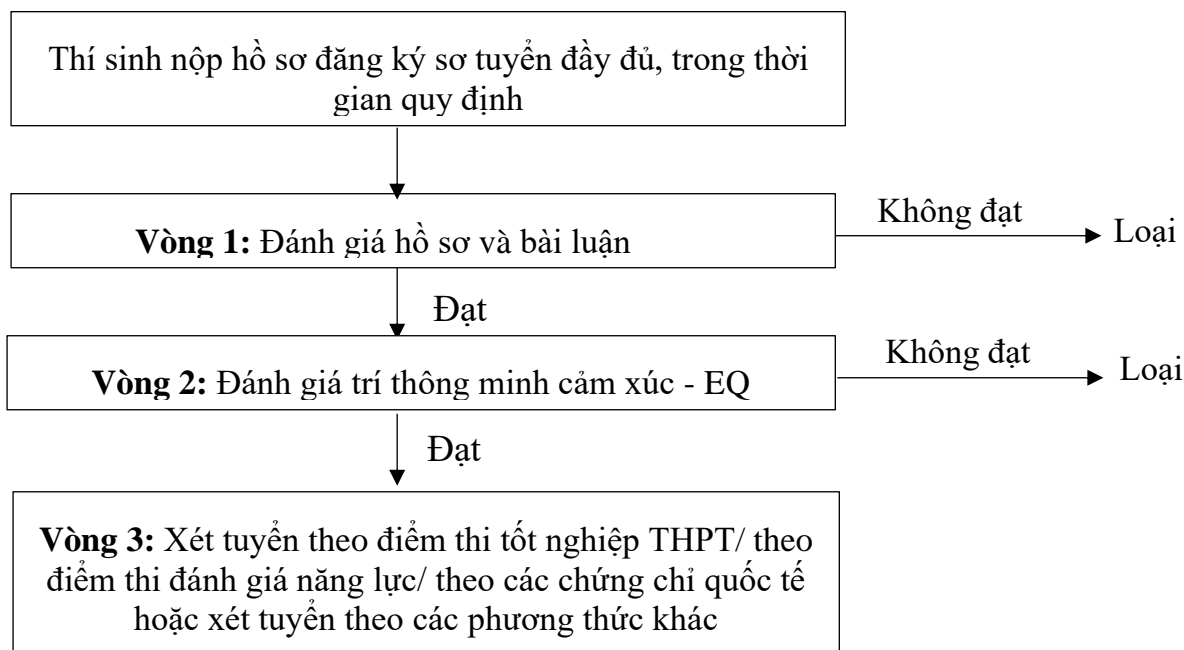 Thí sinh nộp hồ sơ đăng ký sơ tuyển đầy đủ, trong thời
gian quy định
Vòng 1: Đánh giá hồ sơ và bài luận
Không đạt
Loại
Đạt
Vòng 2: Đánh giá trí thông minh cảm xúc - EQ
Không đạt
Loại
Đạt
Vòng 3: Xét tuyển theo điểm thi tốt nghiệp THPT/ theo
điểm thi đánh giá năng lực/ theo các chứng chỉ quốc tế
hoặc xét tuyển theo các phương thức khác